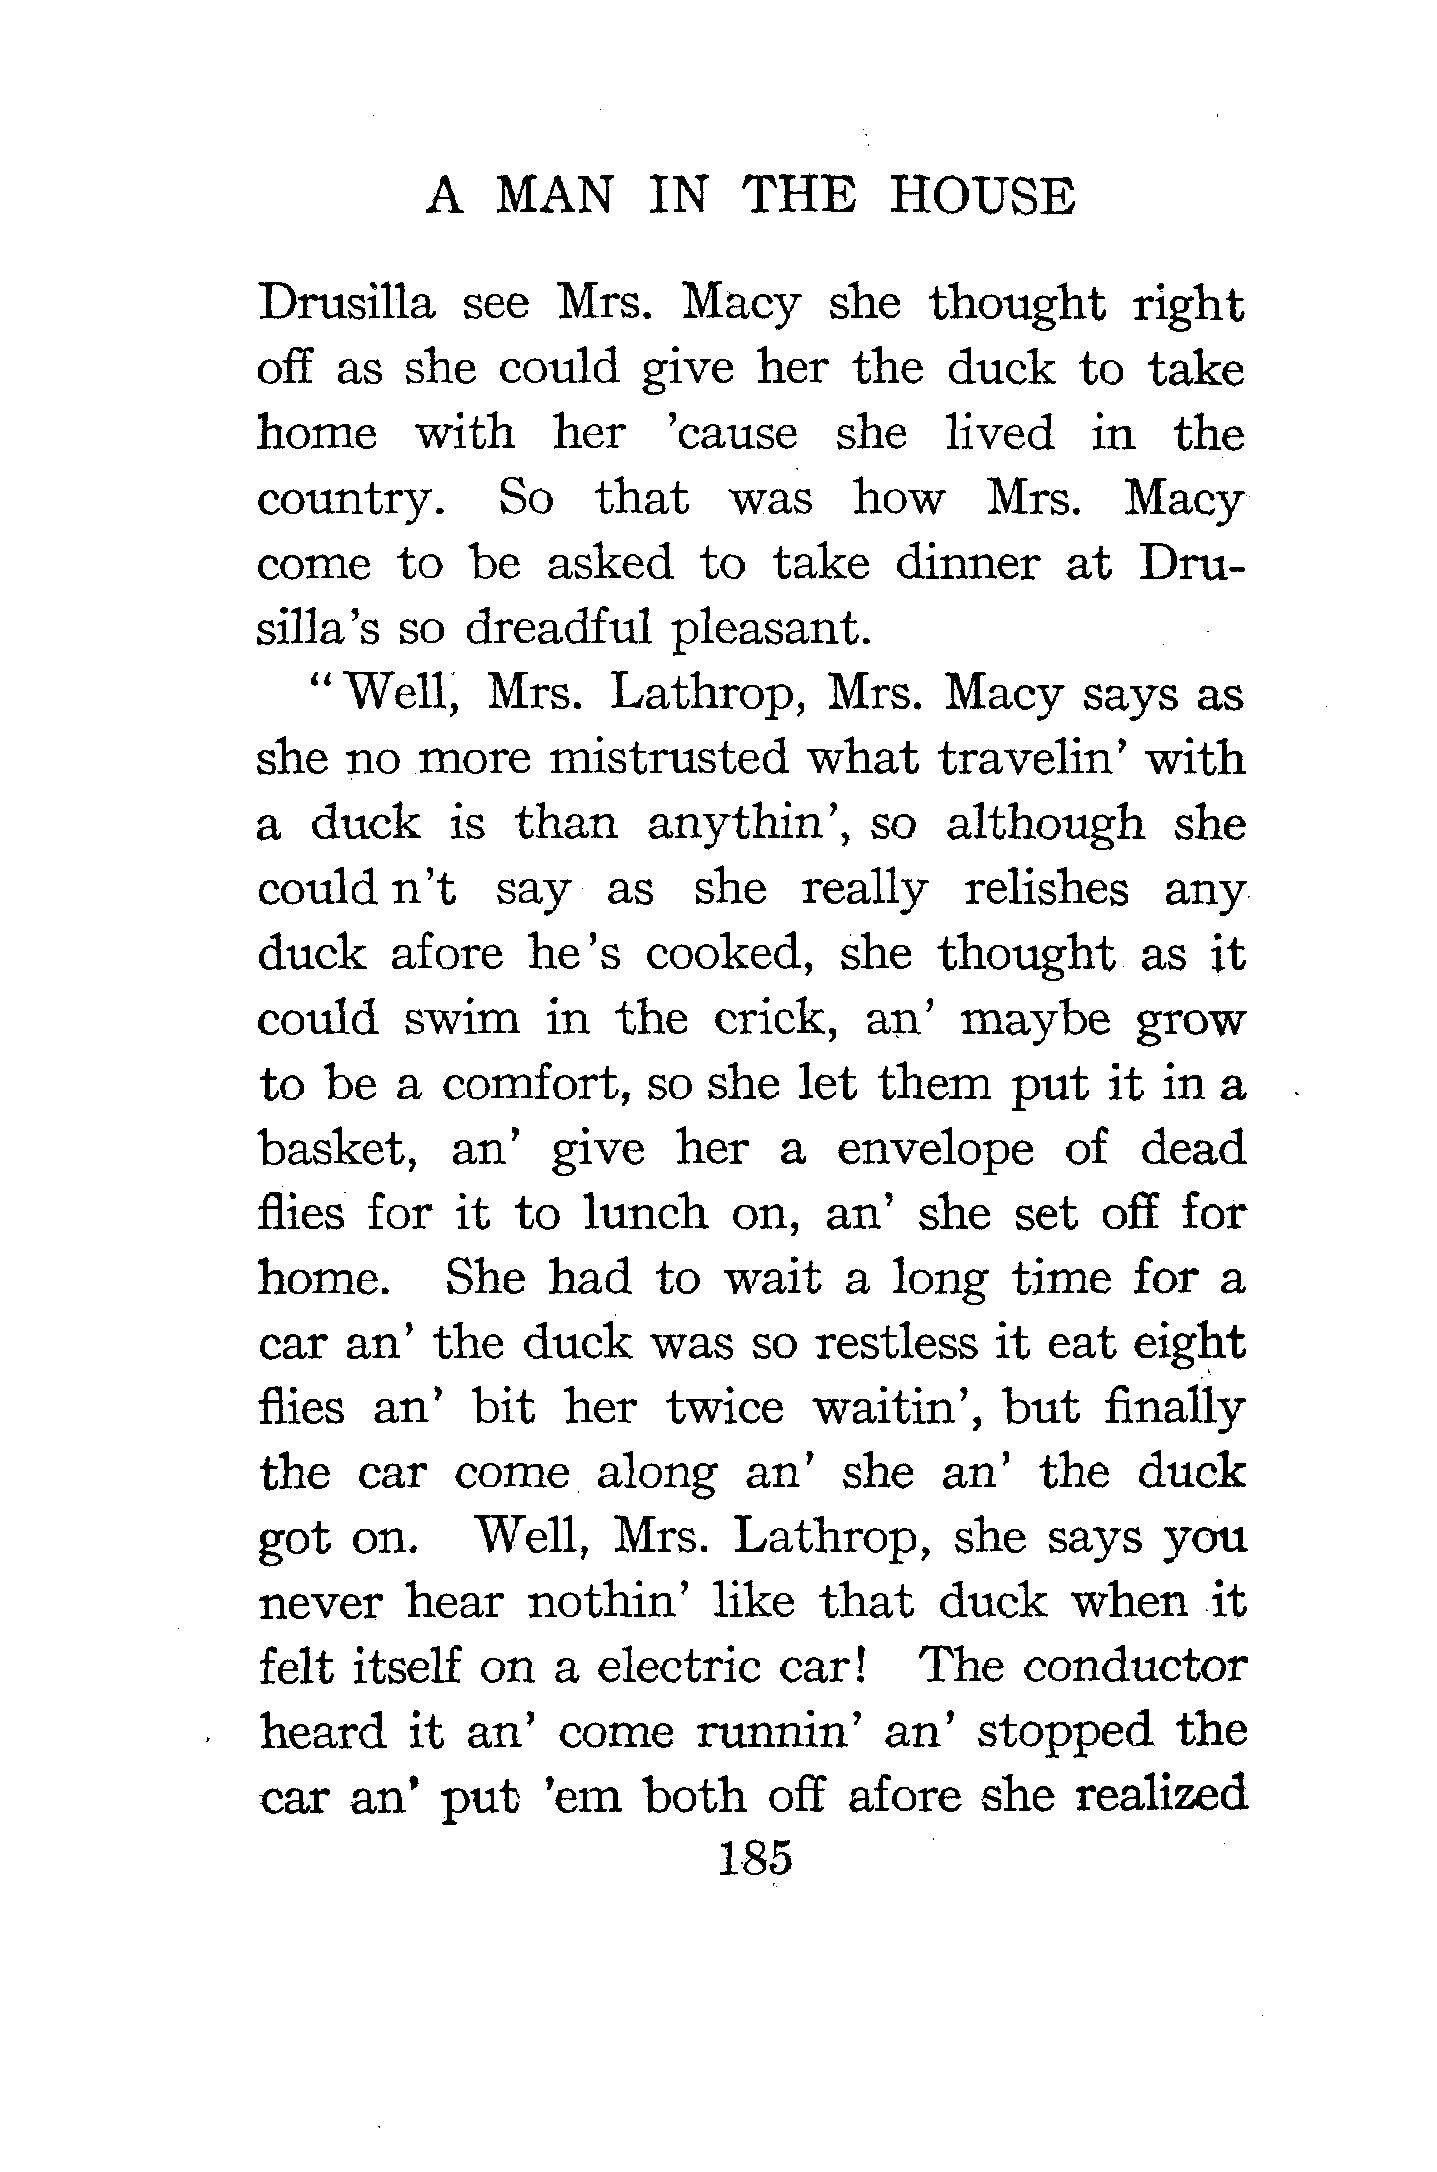 A MAN IN THE HOUSE
Drusilla see Mrs. Macy she thought right
off as she could give her the duck to take
home with her ’cause she lived in the
country. So that was how Mrs. Macy
come to be asked to take dinner at Dru-
silla’s so dreadful pleasant.
“Well, Mrs. Lathrop, Mrs. Macy says as
she no more mistrusted what travelin’ with
a duck is than anythin’, so although she
could n’t say as she really relishes any
duck afore he’s cooked, she thought as it
could swim in the crick, an’ maybe grow
to be a comfort, so she let them put it in a
basket, an’ give her a envelope of dead
flies for it to lunch on, an’ she set off for
home. She had to wait a long time for a
car an’ the duck was so restless it eat eight
flies an’ bit her twice waitin’, but finally
the car come along an’ she an’ the duck
got on. Well, Mrs. Lathrop, she says you
never hear nothin’ like that duck when it
felt itself on a electric car! The conductor
heard it an’ come runnin’ an’ stopped the
car an’ put ’em both off afore she realized
185